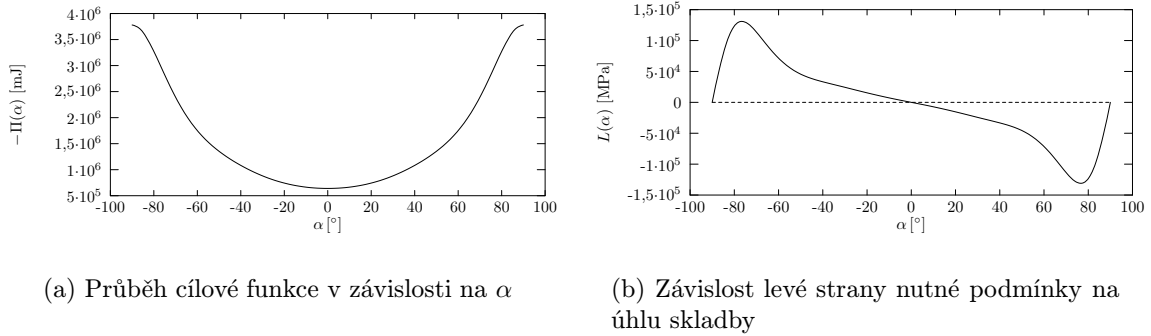 4·10⁶
3,5·10⁶
3·10⁶
2,5·10⁶
2·10⁶
1,5·10⁶
1·10⁶
5·10⁵
−Π(α) [mJ]
-100 -80 -60 -40 -20 0 20 40 60 80 100
α [°]
(a) Průběh cílové funkce v závislosti na α
1,5·10⁵
1·10⁵
5·10⁴
0
-5·10⁴
-1·10⁵
-1,5·10⁵
L(α) [MPa]
-100 -80 -60 -40 -20 0 20 40 60 80 100
α [°]
(b) Závislost levé strany nutné podmínky na
úhlu skladby